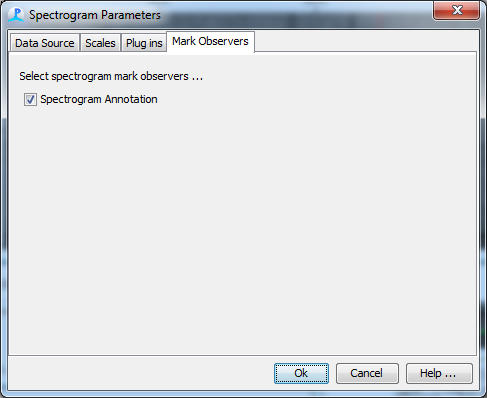 Spectrogram Parameters
Data Source Scales Plug ins Mark Observers
Select spectrogram mark observers ...
Spectrogram Annotation
Ok Cancel Help ...